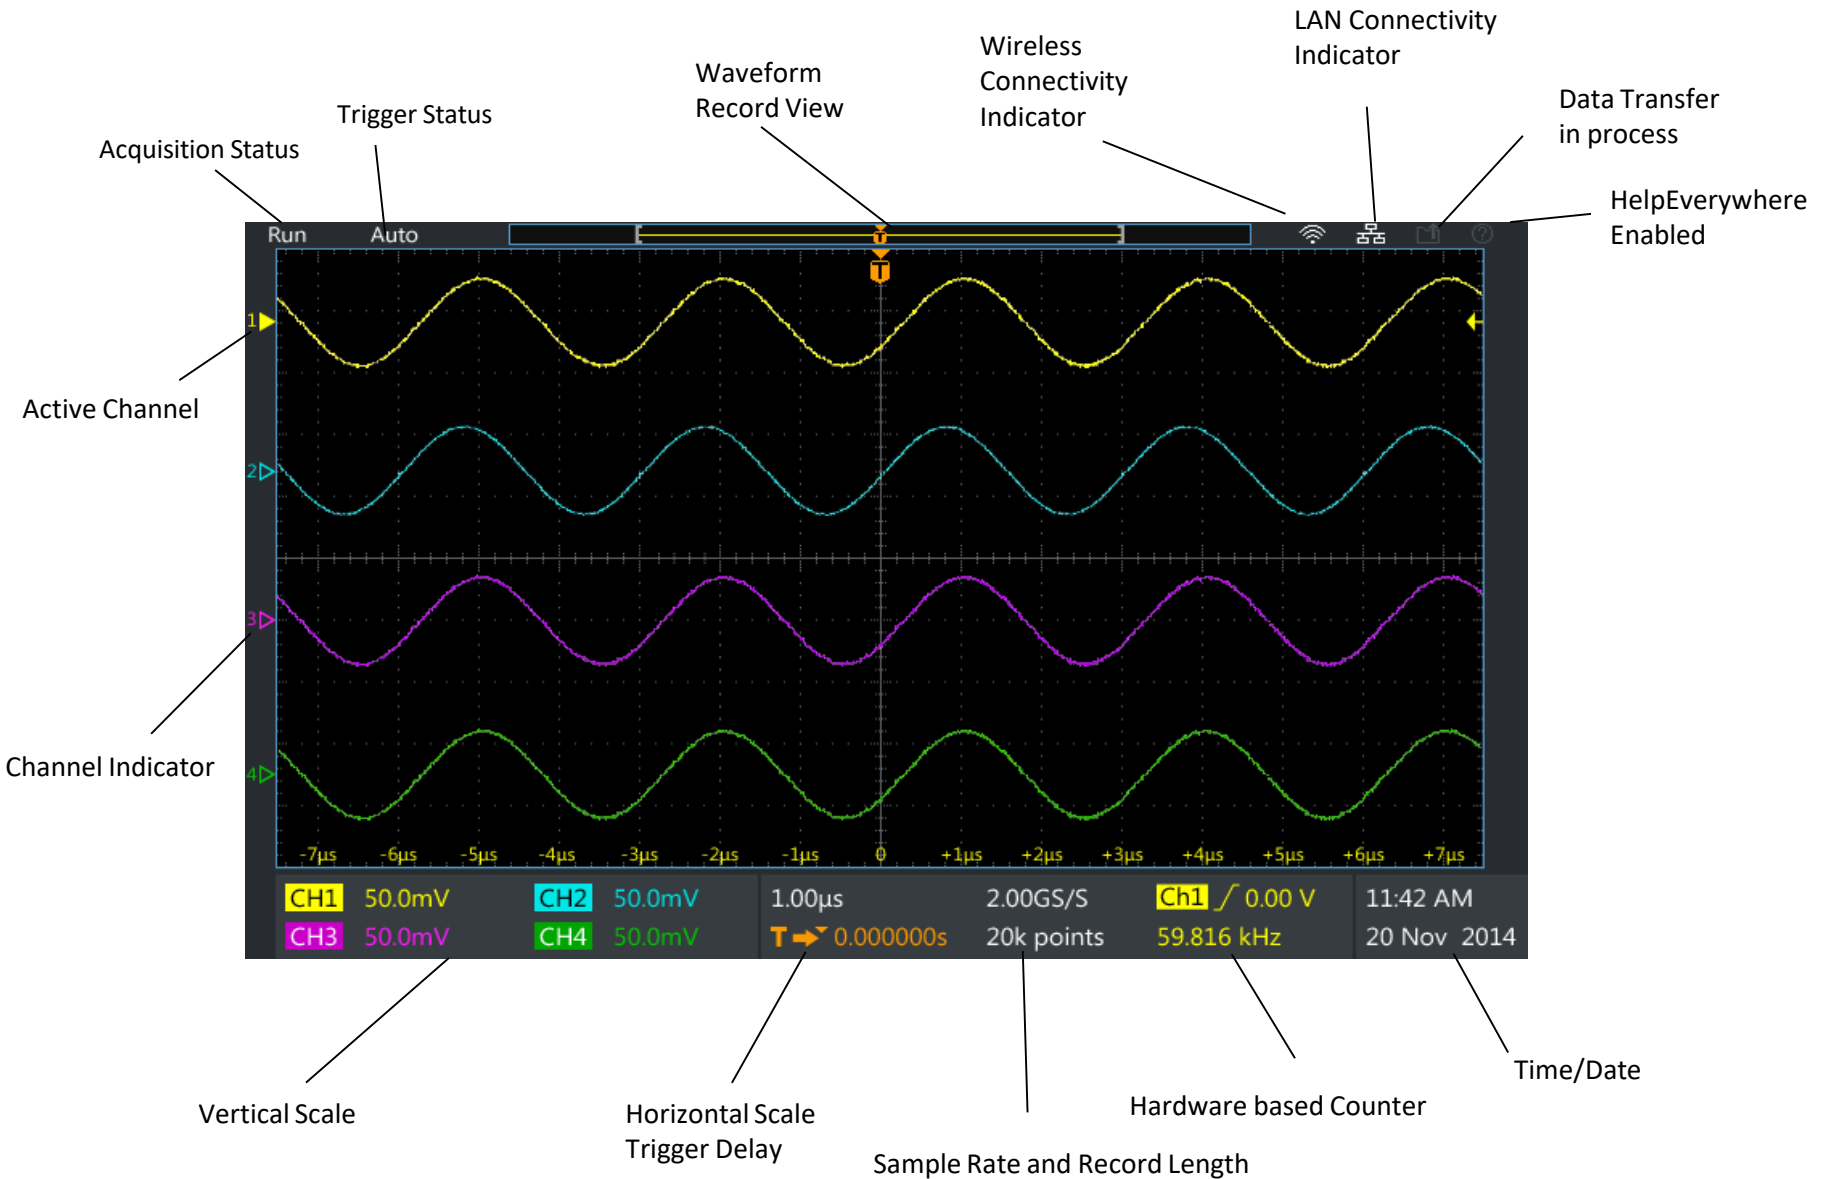 LAN Connectivity
Indicator
Wireless
Connectivity
Indicator
Waveform
Record View
Data Transfer
in process
Trigger Status
Acquisition Status
HelpEverywhere
Enabled
Run Auto
T
T
1
Active Channel
2
3
Channel Indicator
4
-7µs -6µs -5µs -4µs -3µs -2µs -1µs 0 +1µs +2µs +3µs +4µs +5µs +6µs +7µs
CH1 50.0mV CH2 50.0mV 1.00µs 2.00GS/S Ch1 0.00 V 11:42 AM
CH3 50.0mV CH4 50.0mV T 0.000000s 20k points 59.816 kHz 20 Nov 2014
Time/Date
Vertical Scale
Horizontal Scale
Trigger Delay
Hardware based Counter
Sample Rate and Record Length